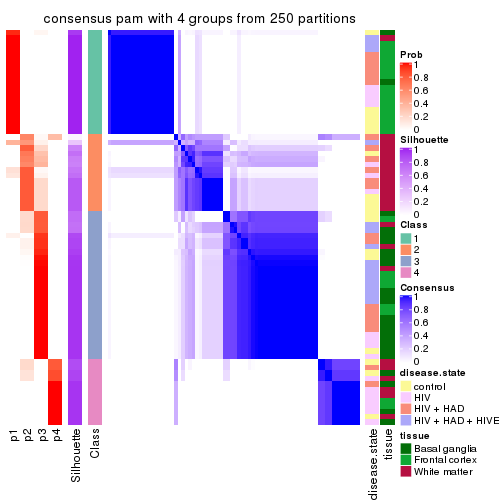 consensus pam with 4 groups from 250 partitions
Prob
1
0.8
0.6
0.4
0.2
0
Silhouette
1
0.8
0.6
0.4
0.2
0
Class
1
2
3
4
Consensus
1
0.8
0.6
0.4
0.2
0
disease.state
control
HIV
HIV + HAD
HIV + HAD + HIVE
tissue
Basal ganglia
Frontal cortex
White matter
p1
p2
p3
p4
Silhouette
Class
disease.state
tissue